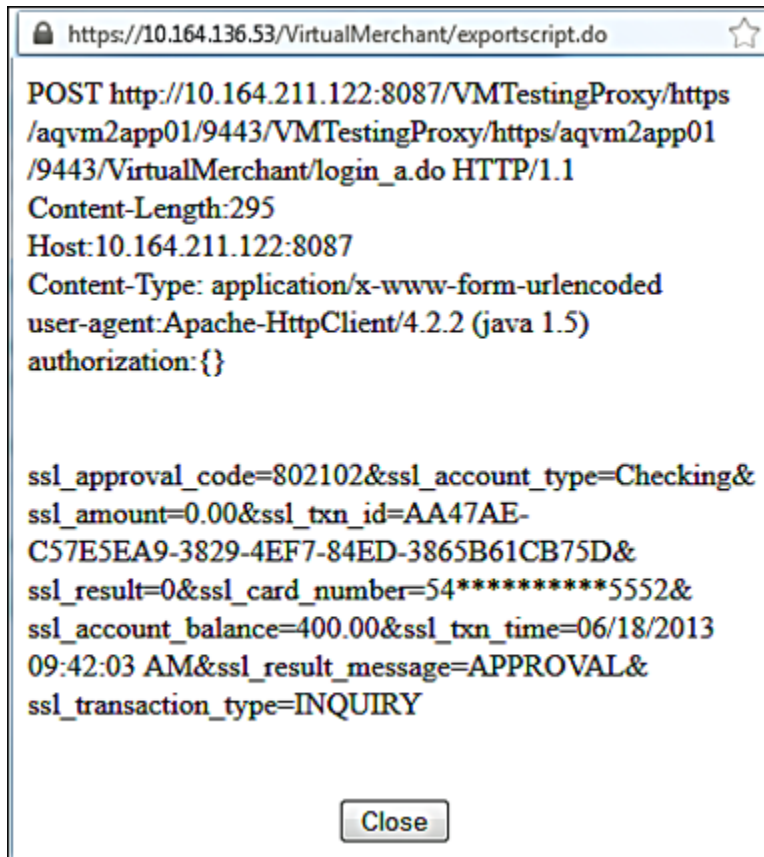 https://10.164.136.53/VirtualMerchant/exportscript.do
POST http://10.164.211.122:8087/VMTestingProxy/https
/aqvm2app01/9443/VMTestingProxy/https/aqvm2app01
/9443/VirtualMerchant/login_a.do HTTP/1.1
Content-Length:295
Host:10.164.211.122:8087
Content-Type: application/x-www-form-urlencoded
user-agent:Apache-HttpClient/4.2.2 (java 1.5)
authorization:{}
ssl_approval_code=802102&ssl_account_type=Checking&
ssl_amount=0.00&ssl_txn_id=AA47AE-
C57E5EA9-3829-4EF7-84ED-3865B61CB75D&
ssl_result=0&ssl_card_number=54**********5552&
ssl_account_balance=400.00&ssl_txn_time=06/18/2013
09:42:03 AM&ssl_result_message=APPROVAL&
ssl_transaction_type=INQUIRY
Close